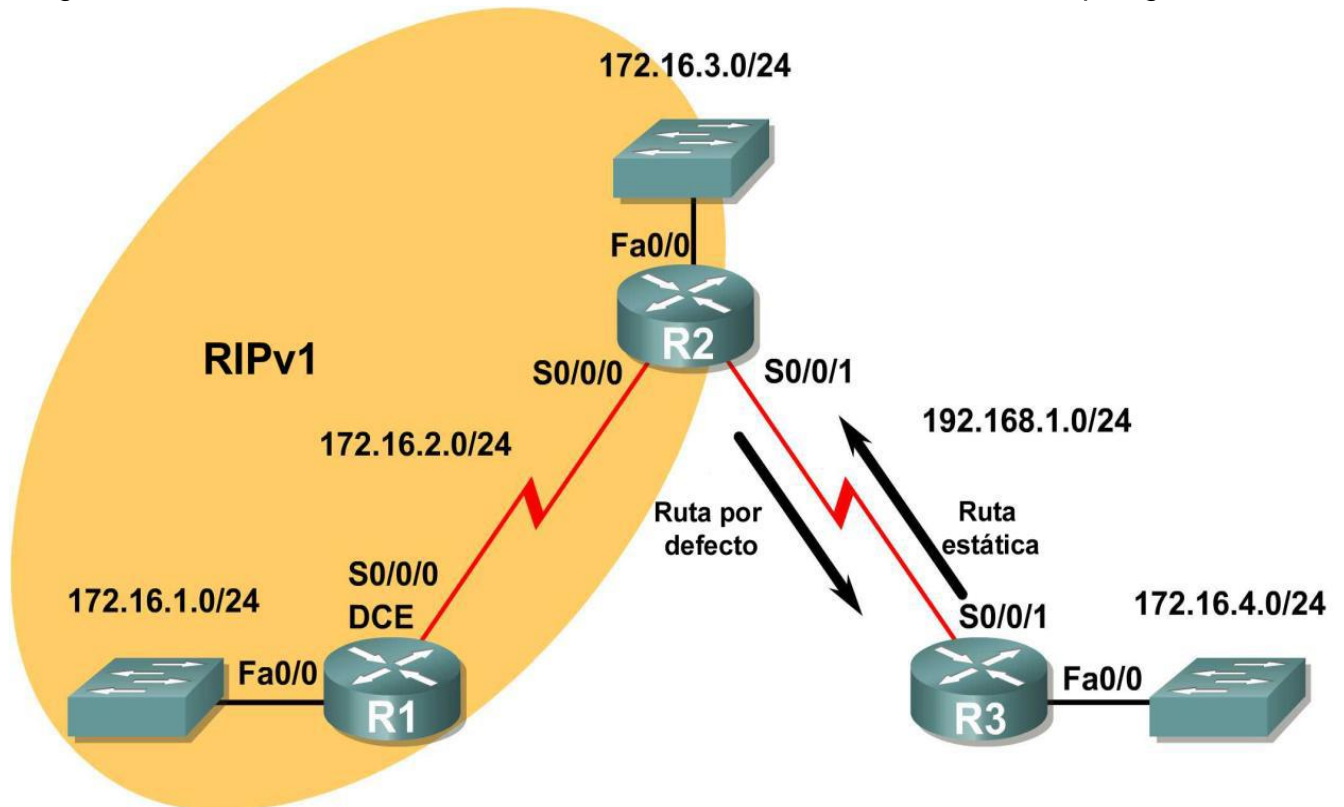 172.16.3.0/24
Fa0/0
R2
RIPv1
S0/0/0
S0/0/1
172.16.2.0/24
192.168.1.0/24
Ruta por
defecto
Ruta
estática
S0/0/0
DCE
172.16.1.0/24
Fa0/0
R1
S0/0/1
172.16.4.0/24
Fa0/0
R3